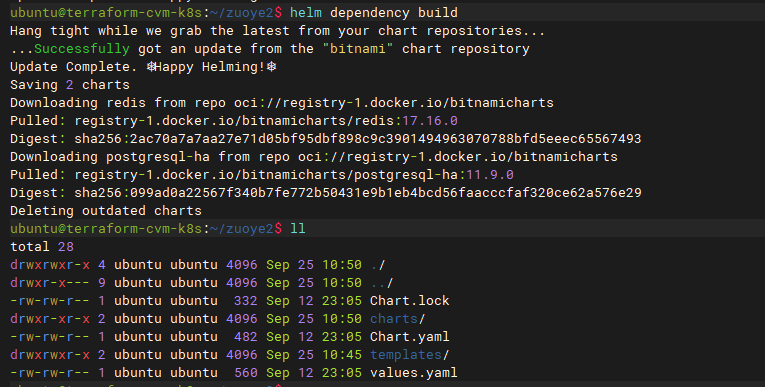 ubuntu@terraform-cvm-k8s:~/zuoye2$ helm dependency build
Hang tight while we grab the latest from your chart repositories...
...Successfully got an update from the "bitnami" chart repository
Update Complete. ⎈Happy Helming!⎈
Saving 2 charts
Downloading redis from repo oci://registry-1.docker.io/bitnamicharts
Pulled: registry-1.docker.io/bitnamicharts/redis:17.16.0
Digest: sha256:2ac70a7a7aa27e71d05bf95dbf898c9c3901494963070788bfd5eeec65567493
Downloading postgresql-ha from repo oci://registry-1.docker.io/bitnamicharts
Pulled: registry-1.docker.io/bitnamicharts/postgresql-ha:11.9.0
Digest: sha256:099ad0a22567f340b7fe772b50431e9b1eb4bcd56faacccfaf320ce62a576e29
Deleting outdated charts
ubuntu@terraform-cvm-k8s:~/zuoye2$ ll
total 28
drwxrwxr-x 4 ubuntu ubuntu 4096 Sep 25 10:50 ./
drwxr-x--- 9 ubuntu ubuntu 4096 Sep 25 10:50 ../
-rw-rw-r-- 1 ubuntu ubuntu  332 Sep 12 23:05 Chart.lock
drwxr-xr-x 2 ubuntu ubuntu 4096 Sep 25 10:50 charts/
-rw-rw-r-- 1 ubuntu ubuntu  482 Sep 12 23:05 Chart.yaml
drwxrwxr-x 2 ubuntu ubuntu 4096 Sep 25 10:45 templates/
-rw-rw-r-- 1 ubuntu ubuntu  560 Sep 12 23:05 values.yaml